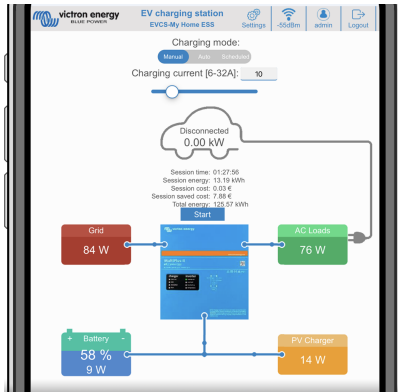 victron energy
BLUE POWER
EV charging station
EVCS-My Home ESS
Settings
-55dBm
admin
Logout
Charging mode:
Manual
Auto
Scheduled
Charging current [6-32A]:
10
Disconnected
0.00 kW
Session time: 01:27:56
Session energy: 13.19 kWh
Session cost: 0.03 €
Session saved cost: 7.88 €
Total energy: 125.57 kWh
Start
Grid
84 W
victron energy
AC Loads
76 W
+ Battery -
58 %
9 W
PV Charger
14 W